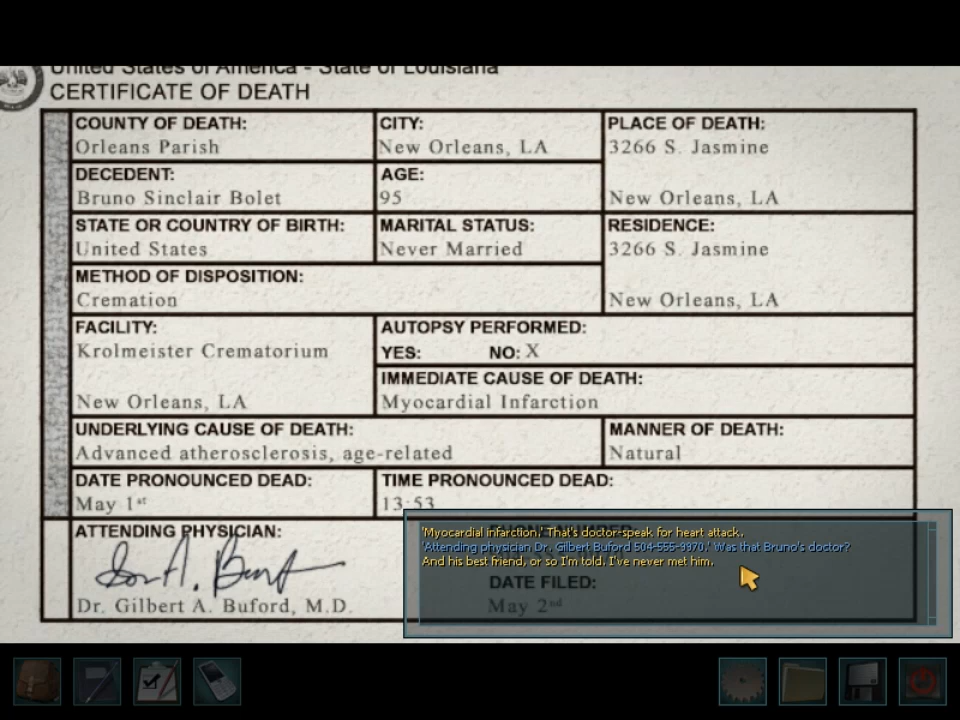 United States of America - State of Louisiana
CERTIFICATE OF DEATH
COUNTY OF DEATH:
Orleans Parish
CITY:
New Orleans, LA
PLACE OF DEATH:
3266 S. Jasmine
New Orleans, LA
DECEDENT:
Bruno Sinclair Bolet
AGE:
95
STATE OR COUNTRY OF BIRTH:
United States
MARITAL STATUS:
Never Married
RESIDENCE:
3266 S. Jasmine
New Orleans, LA
METHOD OF DISPOSITION:
Cremation
FACILITY:
Krolmeister Crematorium
New Orleans, LA
AUTOPSY PERFORMED:
YES: NO: X
IMMEDIATE CAUSE OF DEATH:
Myocardial Infarction
UNDERLYING CAUSE OF DEATH:
Advanced atherosclerosis, age-related
MANNER OF DEATH:
Natural
DATE PRONOUNCED DEAD:
May 1st
TIME PRONOUNCED DEAD:
13:53
ATTENDING PHYSICIAN:
Dr. Gilbert A. Buford, M.D.
PHONE NUMBER:
'Myocardial infarction.' That's doctor-speak for heart attack.
'Attending physician Dr. Gilbert Buford 504-555-9970.' Was that Bruno's doctor?
And his best friend, or so I'm told. I've never met him.
DATE FILED:
May 2nd